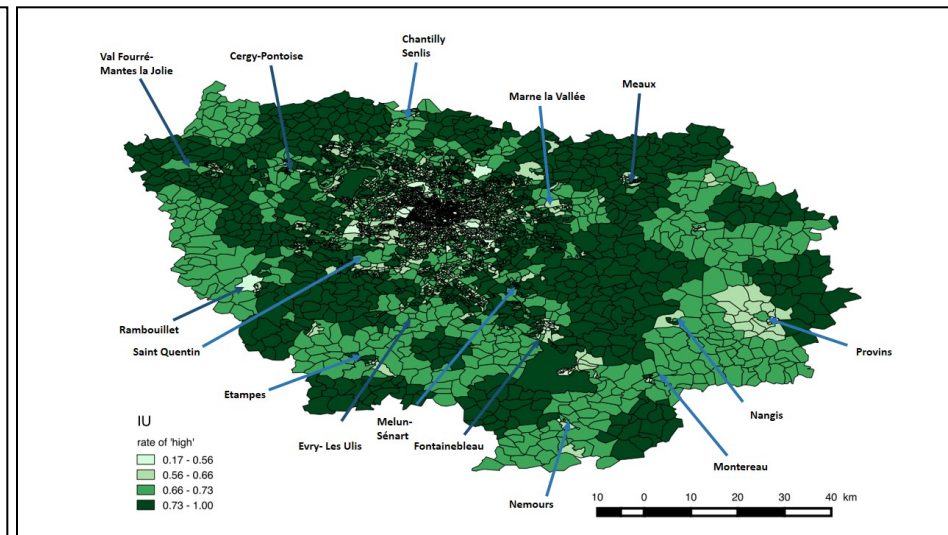 Chantilly
Senlis
Val Fourré-
Mantes la Jolie
Cergy-Pontoise
Marne la Vallée
Meaux
Rambouillet
Saint Quentin
Provins
Etampes
Nangis
Melun-
Sénart
Evry- Les Ulis
Fontainebleau
Montereau
Nemours
IU
rate of 'high'
0.17 - 0.56
0.56 - 0.66
0.66 - 0.73
0.73 - 1.00
10 0 10 20 30 40 km